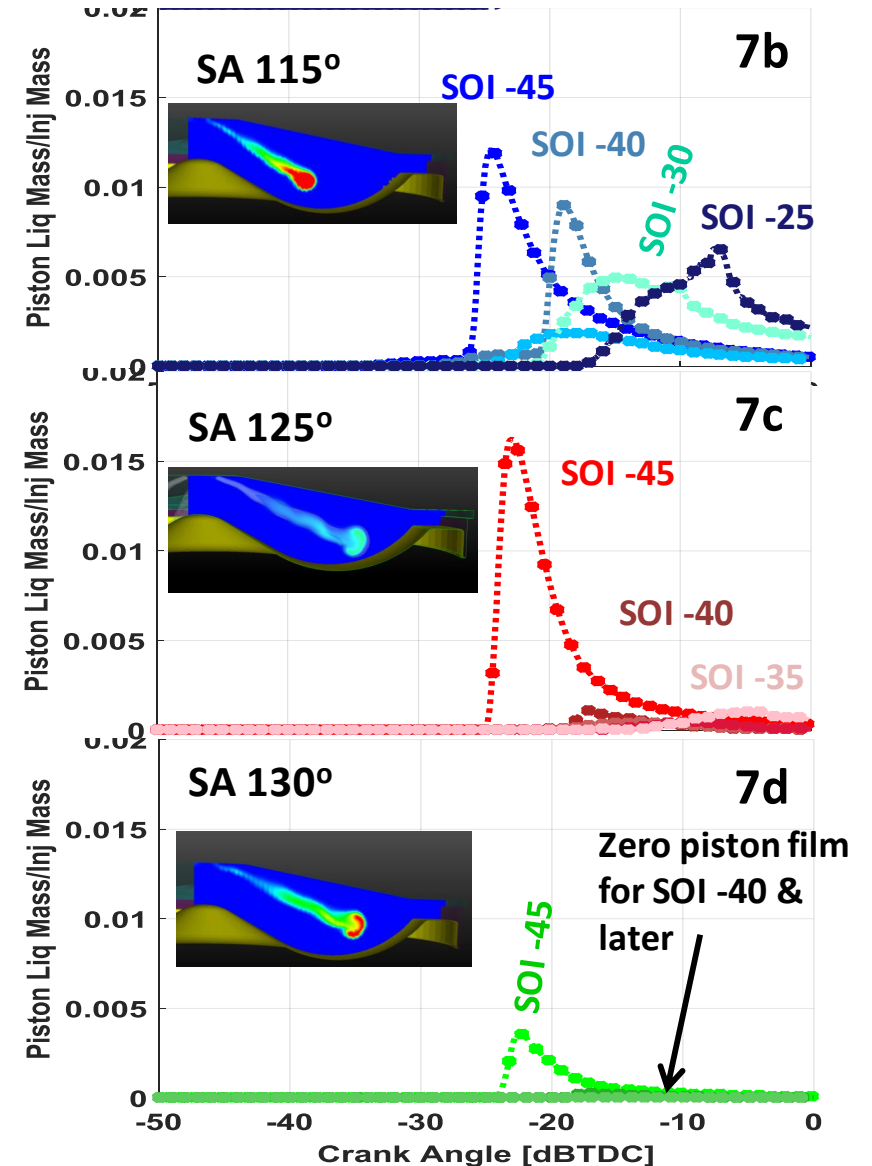 0.02
SA 115º
7b
SOI -45
SOI -40
SOI -30
SOI -25
0.015
0.01
0.005
0
Piston Liq Mass/Inj Mass
0.02
SA 125º
7c
SOI -45
SOI -40
SOI -35
0.015
0.01
0.005
0
Piston Liq Mass/Inj Mass
0.02
SA 130º
7d
Zero piston film
for SOI -40 &
later
SOI -45
0.015
0.01
0.005
0
Piston Liq Mass/Inj Mass
-50 -40 -30 -20 -10 0
Crank Angle [dBTDC]